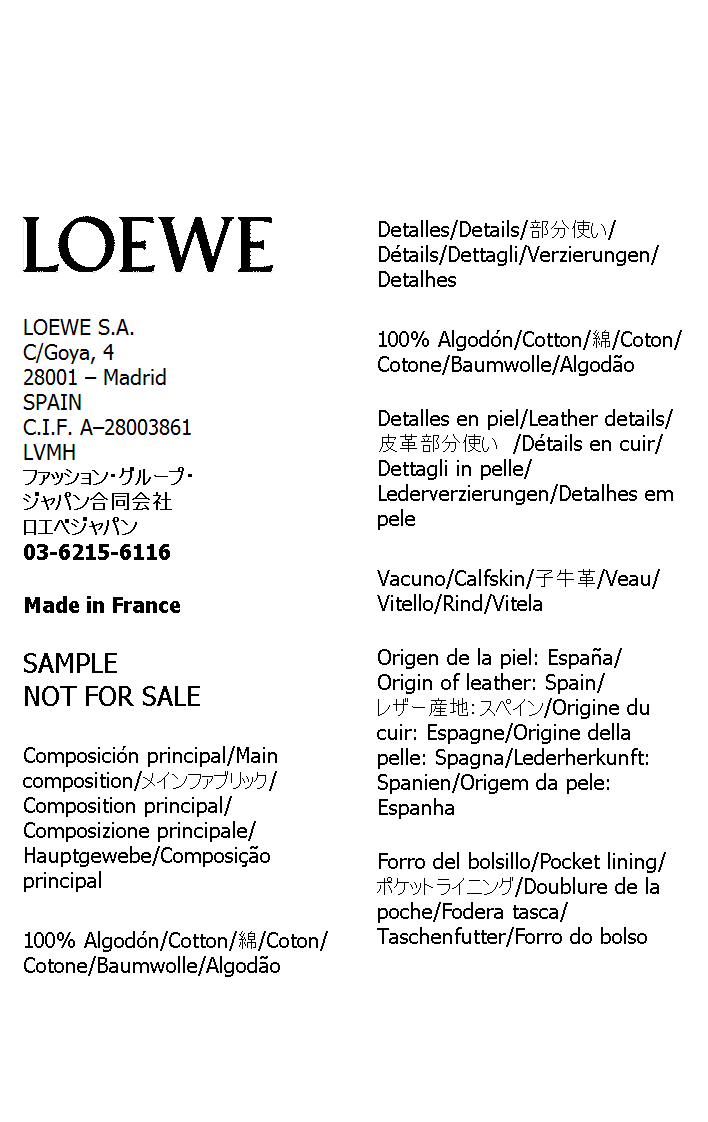 LOEWE
LOEWE S.A.
C/Goya, 4
28001 – Madrid
SPAIN
C.I.F. A–28003861
LVMH
ファッション・グループ・
ジャパン合同会社
ロエベジャパン
03-6215-6116
Made in France
SAMPLE
NOT FOR SALE
Composición principal/Main
composition/メインファブリック/
Composition principal/
Composizione principale/
Hauptgewebe/Composição
principal
100% Algodón/Cotton/綿/Coton/
Cotone/Baumwolle/Algodão
Detalles/Details/部分使い/
Détails/Dettagli/Verzierungen/
Detalhes
100% Algodón/Cotton/綿/Coton/
Cotone/Baumwolle/Algodão
Detalles en piel/Leather details/
皮革部分使い /Détails en cuir/
Dettagli in pelle/
Lederverzierungen/Detalhes em
pele
Vacuno/Calfskin/子牛革/Veau/
Vitello/Rind/Vitela
Origen de la piel: España/
Origin of leather: Spain/
レザー産地：スペイン/Origine du
cuir: Espagne/Origine della
pelle: Spagna/Lederherkunft:
Spanien/Origem da pele:
Espanha
Forro del bolsillo/Pocket lining/
ポケットライニング/Doublure de la
poche/Fodera tasca/
Taschenfutter/Forro do bolso